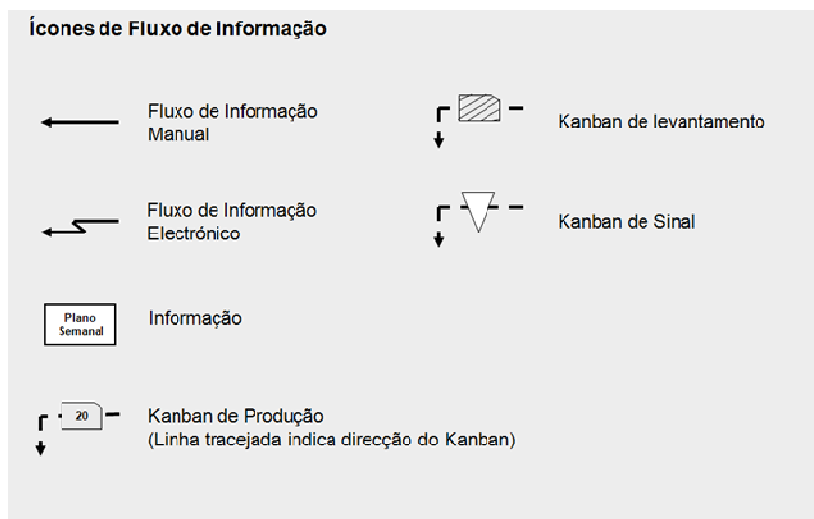 Ícones de Fluxo de Informação
Fluxo de Informação
Manual
Kanban de levantamento
Fluxo de Informação
Electrónico
Kanban de Sinal
Plano
Semanal
Informação
20
Kanban de Produção
(Linha tracejada indica direcção do Kanban)